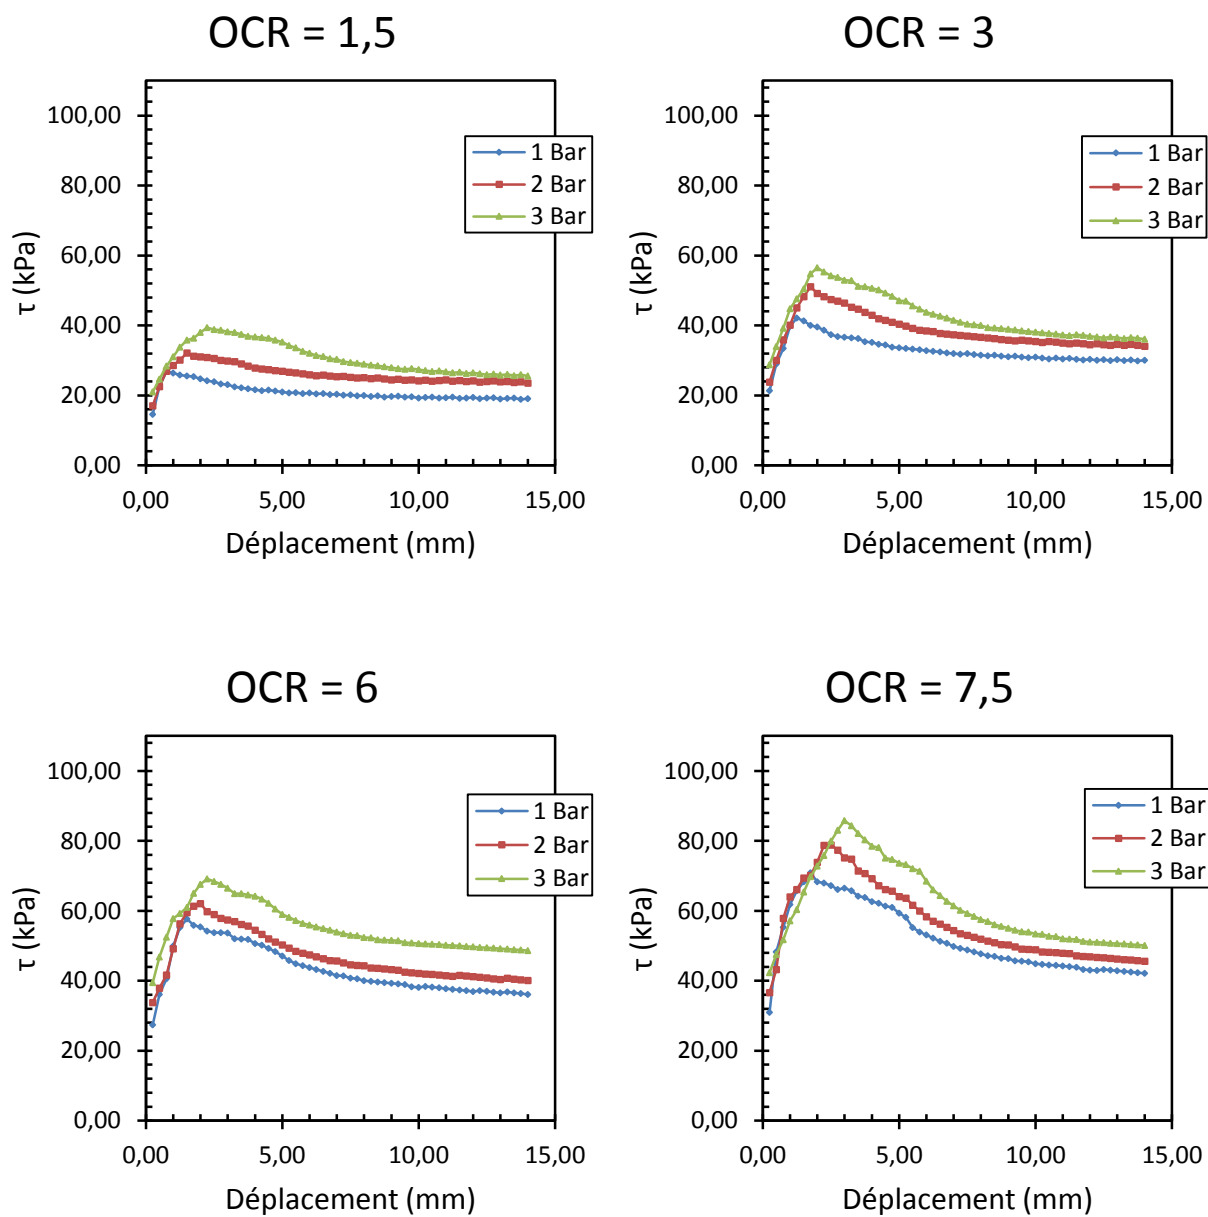 OCR = 1,5
100,00
80,00
60,00
40,00
20,00
0,00
τ (kPa)
1 Bar
2 Bar
3 Bar
0,00 5,00 10,00 15,00
Déplacement (mm)
OCR = 3
100,00
80,00
60,00
40,00
20,00
0,00
τ (kPa)
1 Bar
2 Bar
3 Bar
0,00 5,00 10,00 15,00
Déplacement (mm)
OCR = 6
100,00
80,00
60,00
40,00
20,00
0,00
τ (kPa)
1 Bar
2 Bar
3 Bar
0,00 5,00 10,00 15,00
Déplacement (mm)
OCR = 7,5
100,00
80,00
60,00
40,00
20,00
0,00
τ (kPa)
1 Bar
2 Bar
3 Bar
0,00 5,00 10,00 15,00
Déplacement (mm)